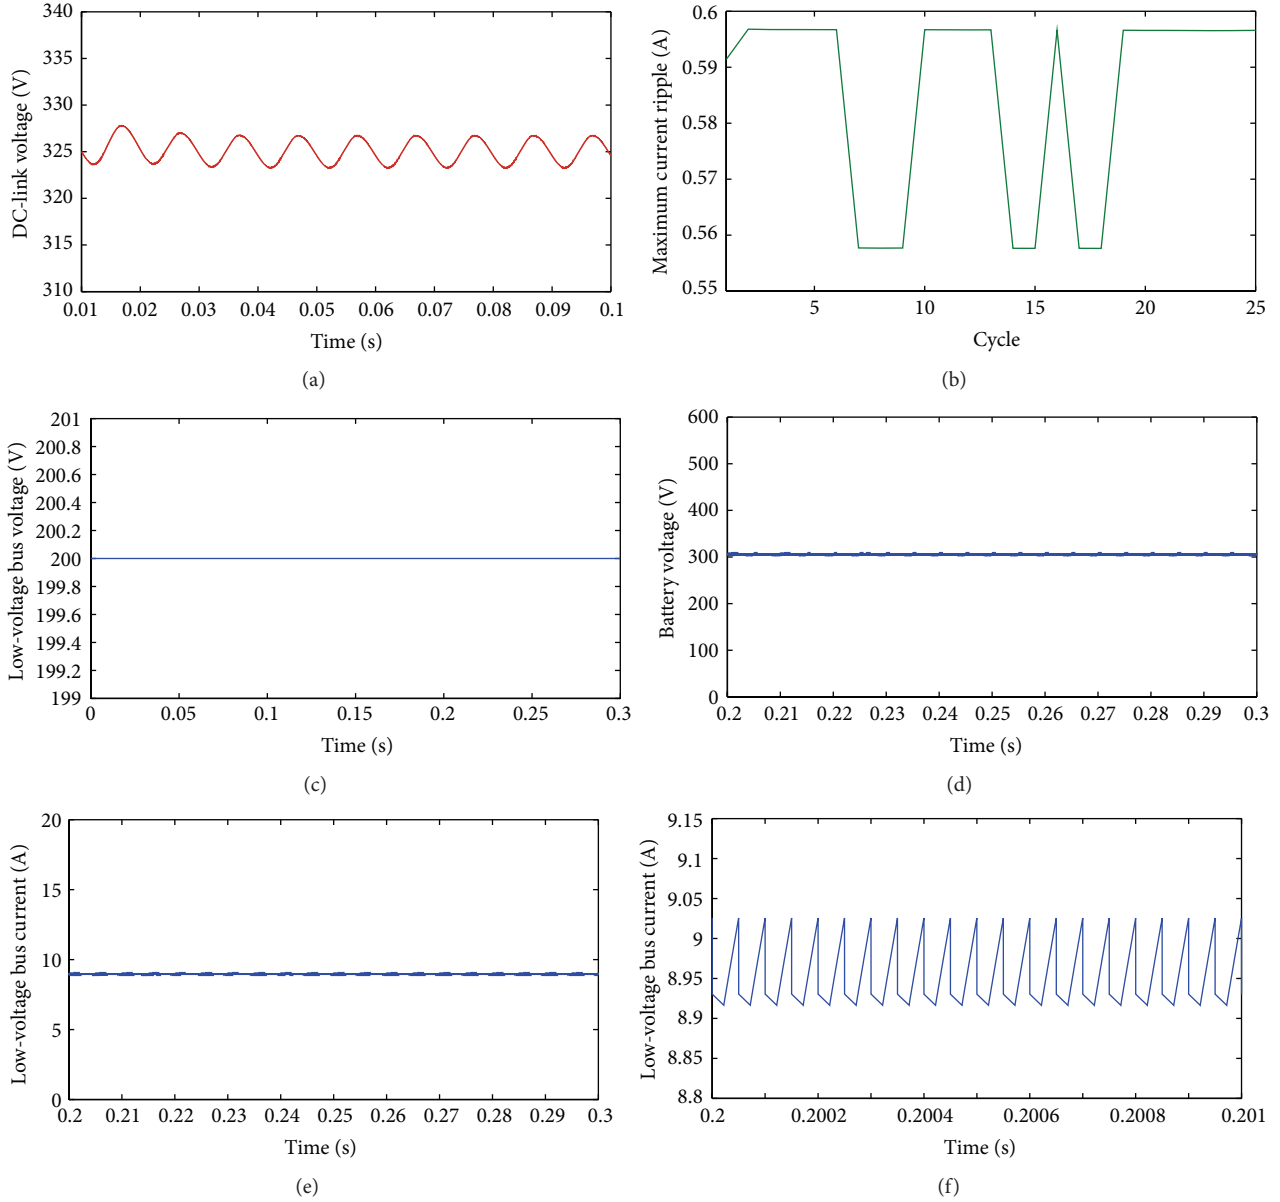 340
335
330
325
320
315
310
DC-link voltage (V)
0.01 0.02 0.03 0.04 0.05 0.06 0.07 0.08 0.09 0.1
Time (s)
(a)
0.6
0.59
0.58
0.57
0.56
0.55
Maximum current ripple (A)
5 10 15 20 25
Cycle
(b)
201
200.8
200.6
200.4
200.2
200
199.8
199.6
199.4
199.2
199
Low-voltage bus voltage (V)
0 0.05 0.1 0.15 0.2 0.25 0.3
Time (s)
(c)
600
500
400
300
200
100
0
Battery voltage (V)
0.2 0.21 0.22 0.23 0.24 0.25 0.26 0.27 0.28 0.29 0.3
Time (s)
(d)
20
15
10
5
0
Low-voltage bus current (A)
0.2 0.21 0.22 0.23 0.24 0.25 0.26 0.27 0.28 0.29 0.3
Time (s)
(e)
9.15
9.1
9.05
9
8.95
8.9
8.85
8.8
Low-voltage bus current (A)
0.2 0.2002 0.2004 0.2006 0.2008 0.201
Time (s)
(f)